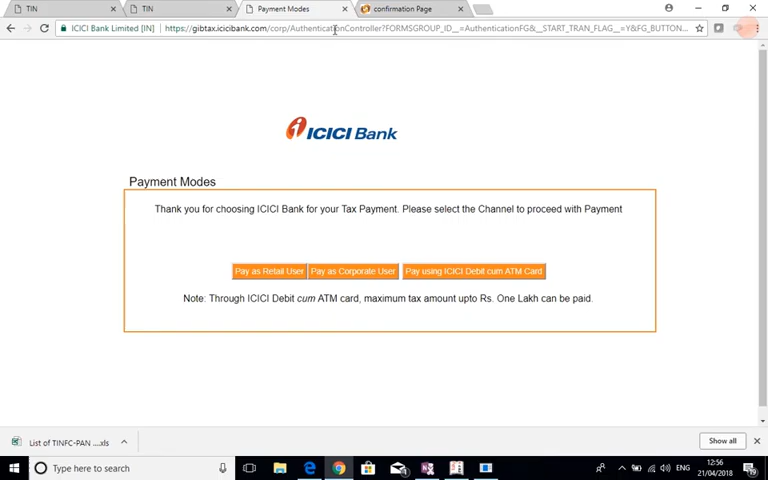 TIN
TIN
Payment Modes
confirmation Page
ICICI Bank Limited [IN]
https://gibtax.icicibank.com/corp/AuthenticationController?FORMSGROUP_ID__=AuthenticationFG&__START_TRAN_FLAG__=Y&FG_BUTTON...
ICICI Bank
Payment Modes
Thank you for choosing ICICI Bank for your Tax Payment. Please select the Channel to proceed with Payment
Pay as Retail User Pay as Corporate User Pay using ICICI Debit cum ATM Card
Note: Through ICICI Debit cum ATM card, maximum tax amount upto Rs. One Lakh can be paid.
List of TINFC-PAN ....xls
Show all
Type here to search
ENG
12:56
21/04/2018